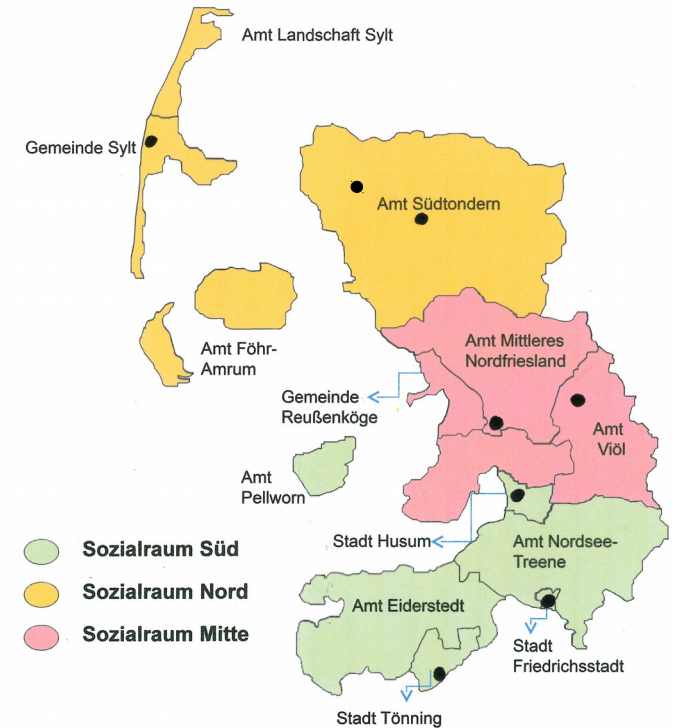 Amt Landschaft Sylt
Gemeinde Sylt
Amt Südtondern
Amt Mittleres
Nordfriesland
Amt Föhr-
Amrum
Gemeinde
Reußenköge
Amt
Viöl
Amt
Pellworn
Stadt Husum
Amt Nordsee-
Treene
Sozialraum Süd
Sozialraum Nord
Sozialraum Mitte
Amt Eiderstedt
Stadt
Friedrichsstadt
Stadt Tönning